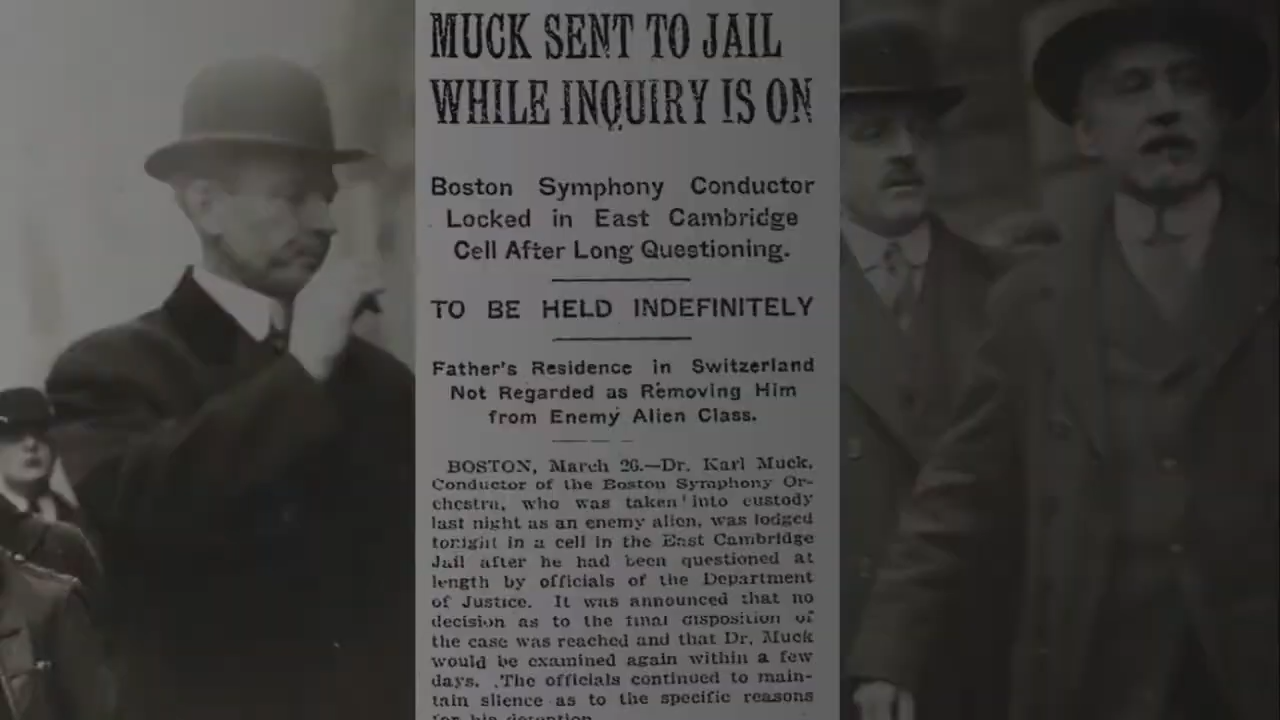 MUCK SENT TO JAIL
WHILE INQUIRY IS ON
Boston Symphony Conductor
Locked in East Cambridge
Cell After Long Questioning.
TO BE HELD INDEFINITELY
Father's Residence in Switzerland
Not Regarded as Removing Him
from Enemy Alien Class.
BOSTON, March 26.—Dr. Karl Muck,
Conductor of the Boston Symphony Or-
chestra, who was taken into custody
last night as an enemy alien, was lodged
tonight in a cell in the East Cambridge
Jail after he had been questioned at
length by officials of the Department
of Justice. It was announced that no
decision as to the final disposition of
the case was reached and that Dr. Muck
would be examined again within a few
days. The officials continued to main-
tain silence as to the specific reasons
for his detention.